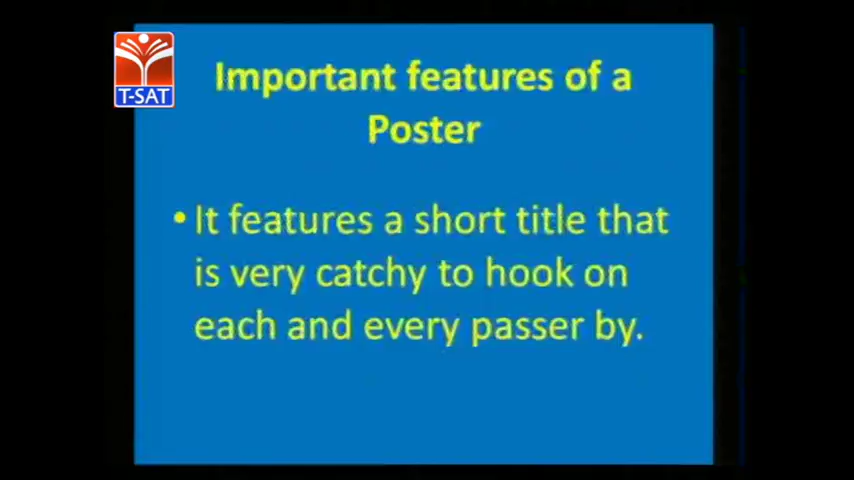 T-SAT
Important features of a
Poster
• It features a short title that
is very catchy to hook on
each and every passer by.